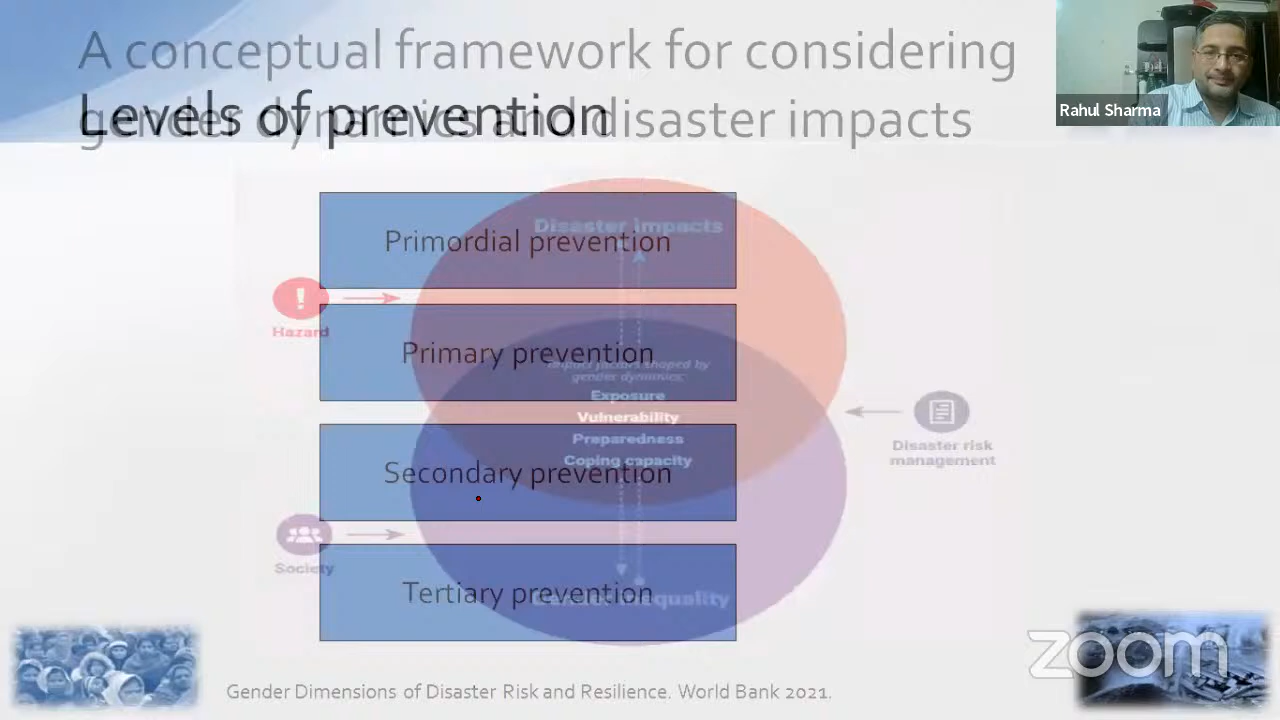 A conceptual framework for considering
gender dynamics and disaster impacts
Levels of prevention
Rahul Sharma
Disaster impacts
Primordial prevention
Hazard
Primary prevention
Impact factors shaped by
gender dynamics:
Exposure
Vulnerability
Preparedness
Coping capacity
Disaster risk
management
Secondary prevention
Society
Tertiary prevention
Gender inequality
zoom
Gender Dimensions of Disaster Risk and Resilience. World Bank 2021.